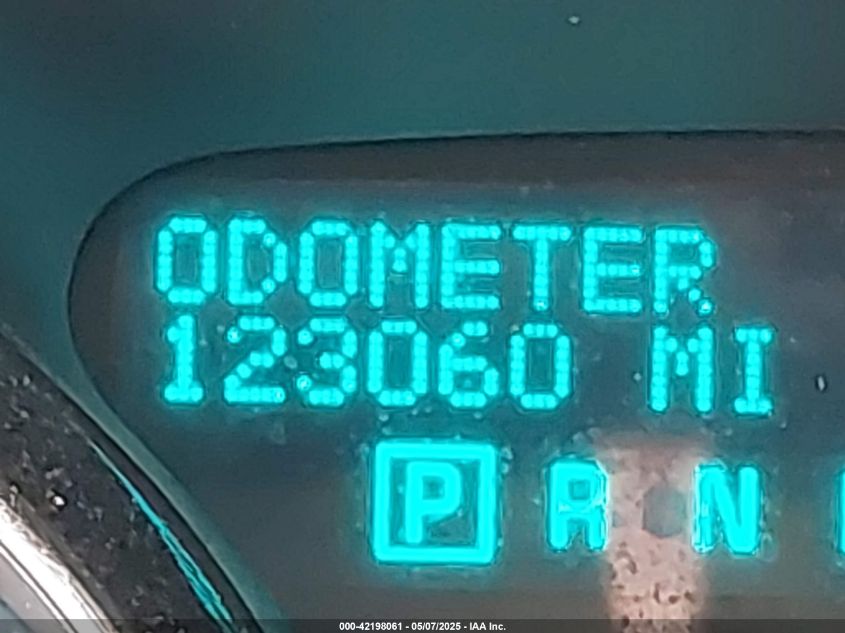 ODOMETER
123060 MI
P R N
000-42198061 - 05/07/2025 - IAA Inc.